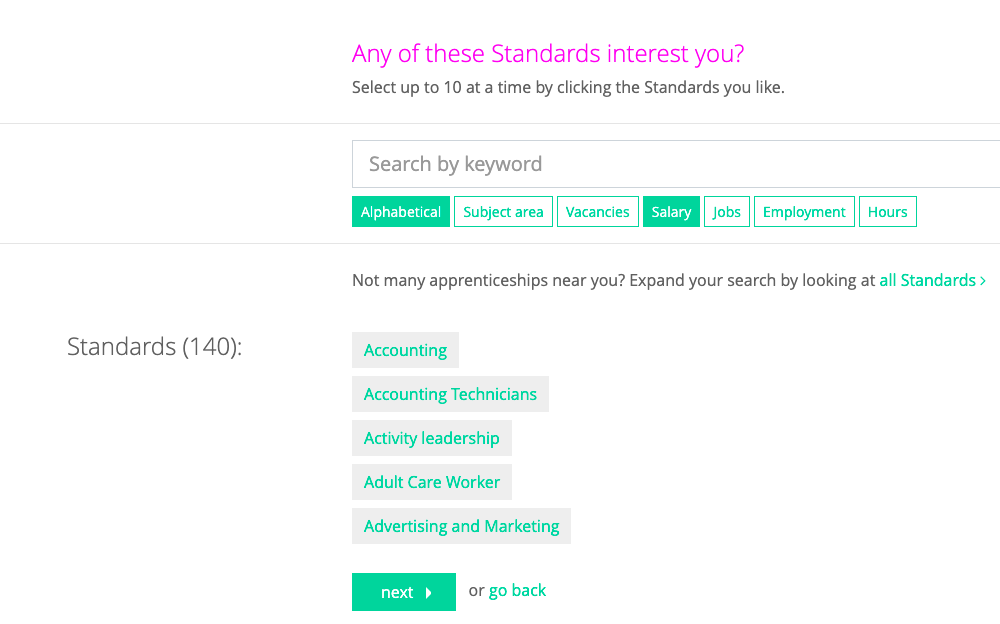 Any of these Standards interest you?
Select up to 10 at a time by clicking the Standards you like.
Search by keyword
Alphabetical Subject area Vacancies Salary Jobs Employment Hours
Not many apprenticeships near you? Expand your search by looking at all Standards ›
Standards (140):
Accounting
Accounting Technicians
Activity leadership
Adult Care Worker
Advertising and Marketing
next or go back